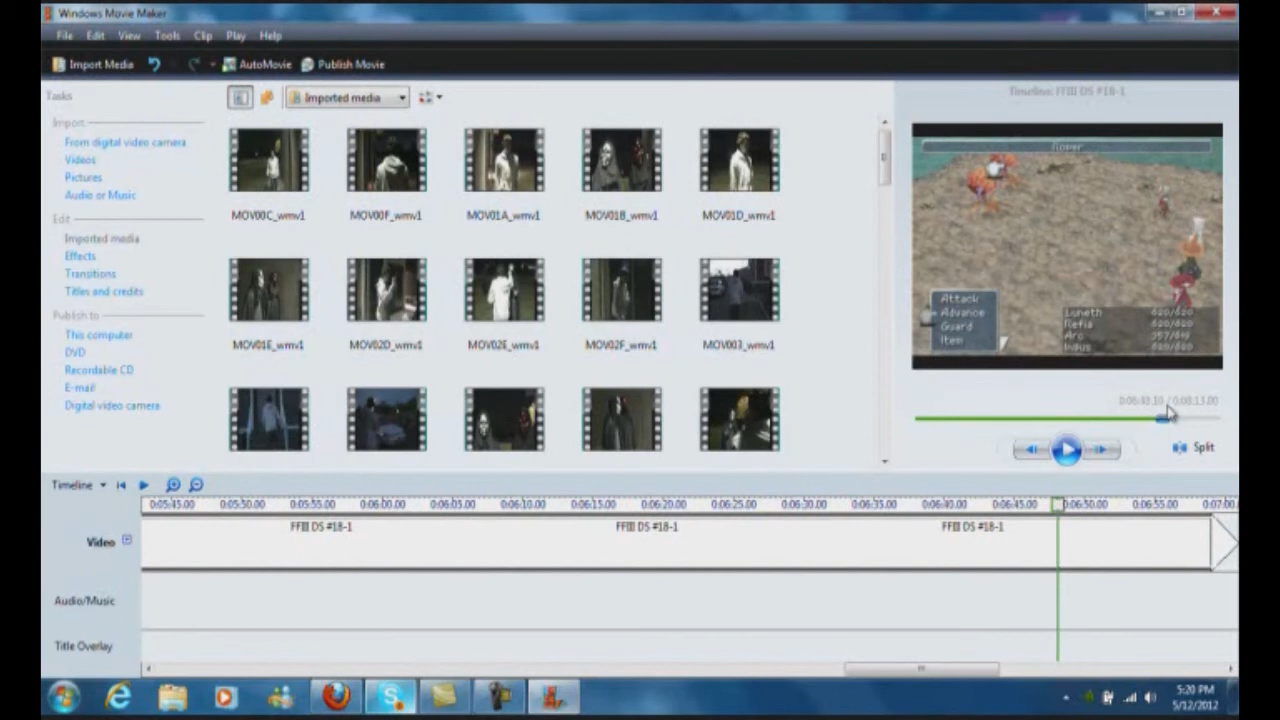 Windows Movie Maker
File Edit View Tools Clip Play Help
Import Media AutoMovie Publish Movie
Tasks
Imported media
Timeline: FFIII DS #18-1
Import
From digital video camera
Videos
Pictures
Audio or Music
Edit
Imported media
Effects
Transitions
Titles and credits
Publish to
This computer
DVD
Recordable CD
E-mail
Digital video camera
MOV00C_wmv1 MOV00F_wmv1 MOV01A_wmv1 MOV01B_wmv1 MOV01D_wmv1
MOV01E_wmv1 MOV02D_wmv1 MOV02E_wmv1 MOV02F_wmv1 MOV003_wmv1
Roper
Attack
Advance
Guard
Item
Luneth 620/620
Refia 620/620
Arc
Ingus 620/620
/ 0:08:13.00
Split
Timeline
0:05:45.00 0:05:50.00 0:05:55.00 0:06:00.00 0:06:05.00 0:06:10.00 0:06:15.00 0:06:20.00 0:06:25.00 0:06:30.00 0:06:35.00 0:06:40.00 0:06:45.00 0:06:50.00 0:06:55.00 0:07:00.
Video
FFIII DS #18-1 FFIII DS #18-1 FFIII DS #18-1
Audio/Music
Title Overlay
5:20 PM
5/12/2012